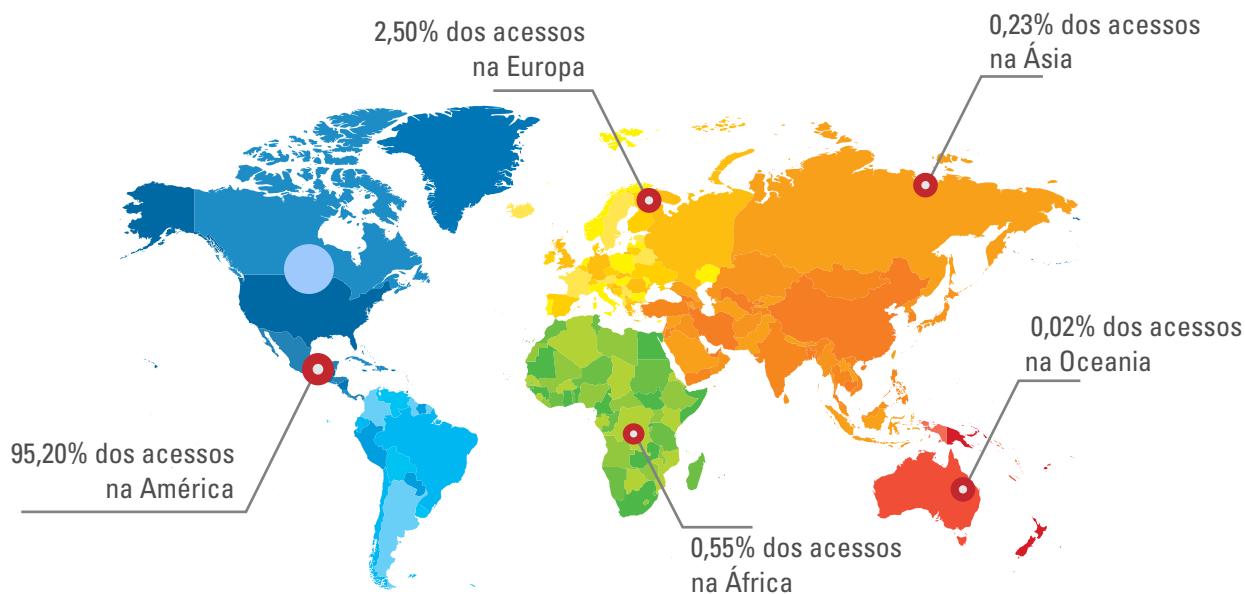 2,50% dos acessos
na Europa
0,23% dos acessos
na Ásia
0,02% dos acessos
na Oceania
95,20% dos acessos
na América
0,55% dos acessos
na África